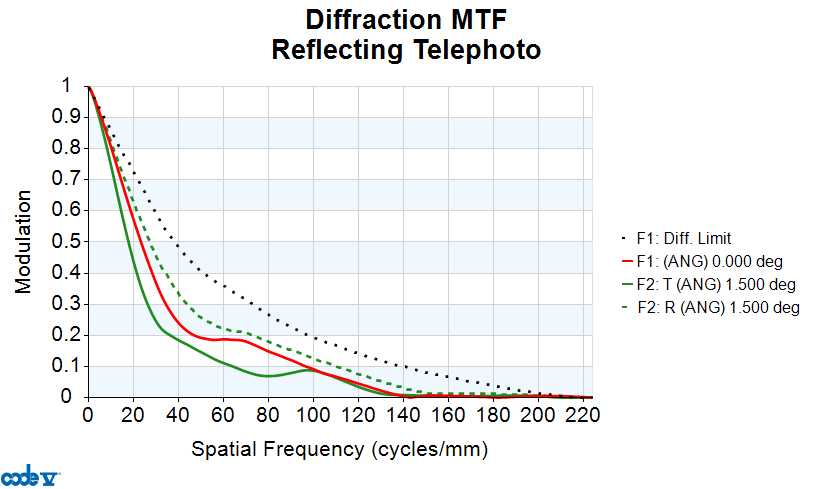 Diffraction MTF
Reflecting Telephoto
1
0.9
0.8
0.7
0.6
0.5
0.4
0.3
0.2
0.1
0
Modulation
0 20 40 60 80 100 120 140 160 180 200 220
Spatial Frequency (cycles/mm)
F1: Diff. Limit
F1: (ANG) 0.000 deg
F2: T (ANG) 1.500 deg
F2: R (ANG) 1.500 deg
code V